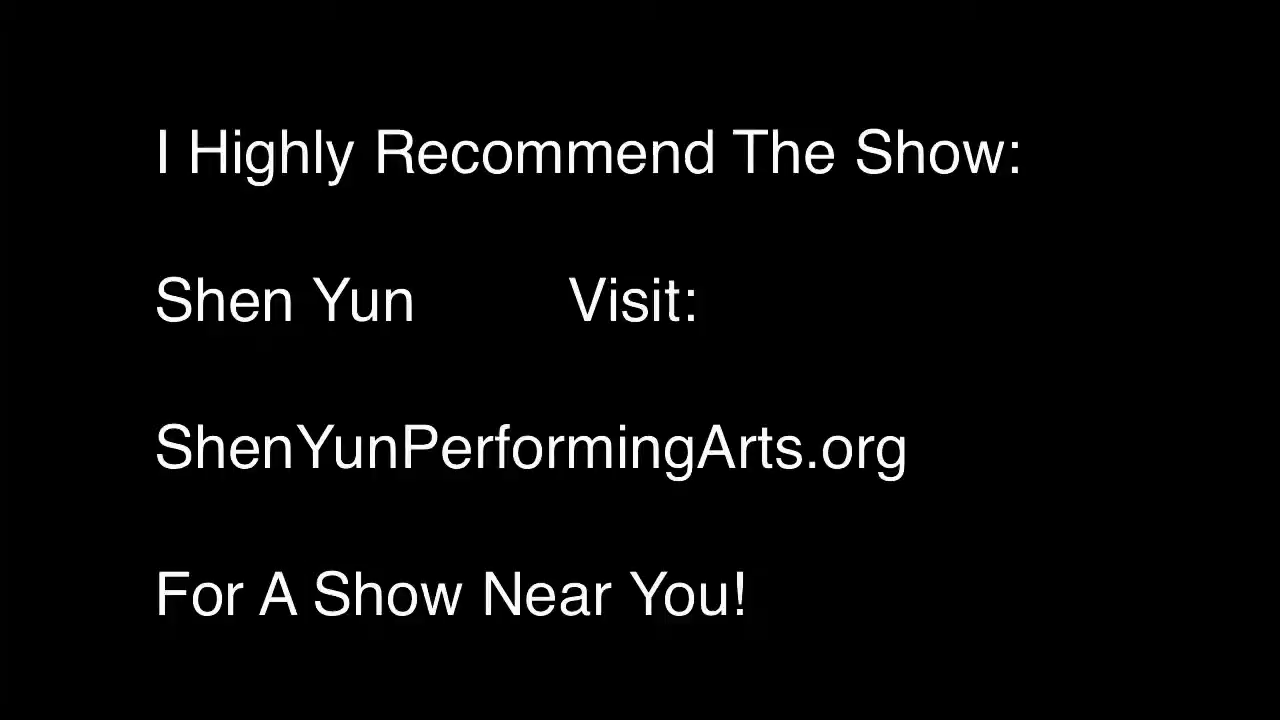 I Highly Recommend The Show:
Shen Yun Visit:
ShenYunPerformingArts.org
For A Show Near You!